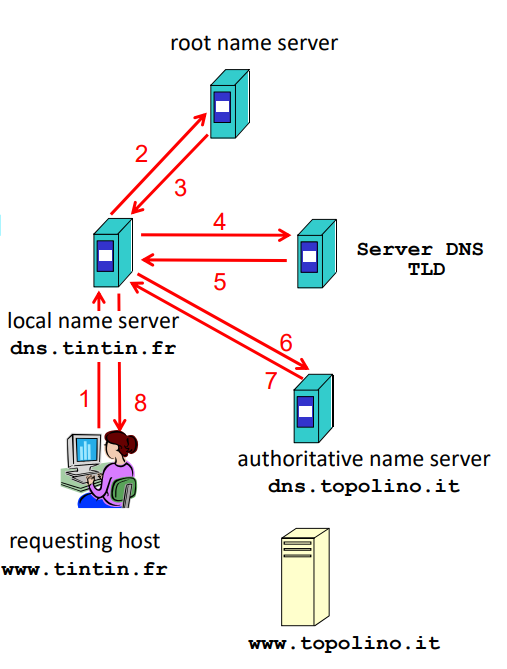 root name server
2
3
4
Server DNS
TLD
5
local name server
dns.tintin.fr
6
7
1
8
authoritative name server
dns.topolino.it
requesting host
www.tintin.fr
www.topolino.it